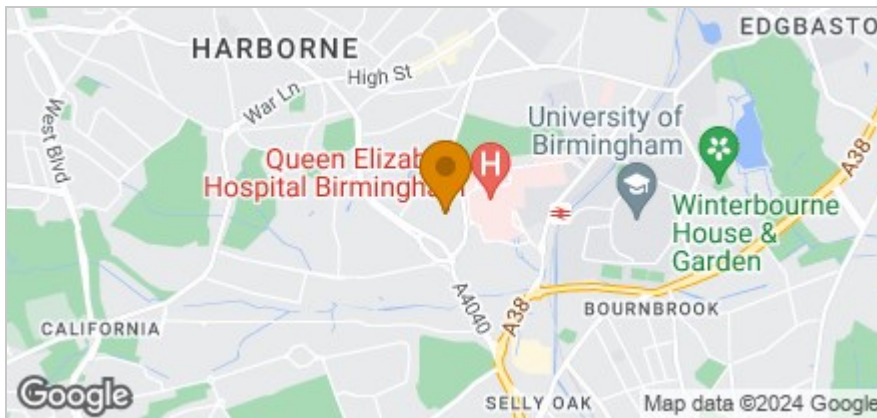 EDGBASTO
HARBORNE
High St
War Ln
West Blvd
University of
Birmingham
A38
Queen Elizab
Hospital Birmingham
H
A38
Winterbourne
House &
Garden
A4040
A38
BOURNBROOK
CALIFORNIA
Google
SELLY OAK
Map data ©2024 Google